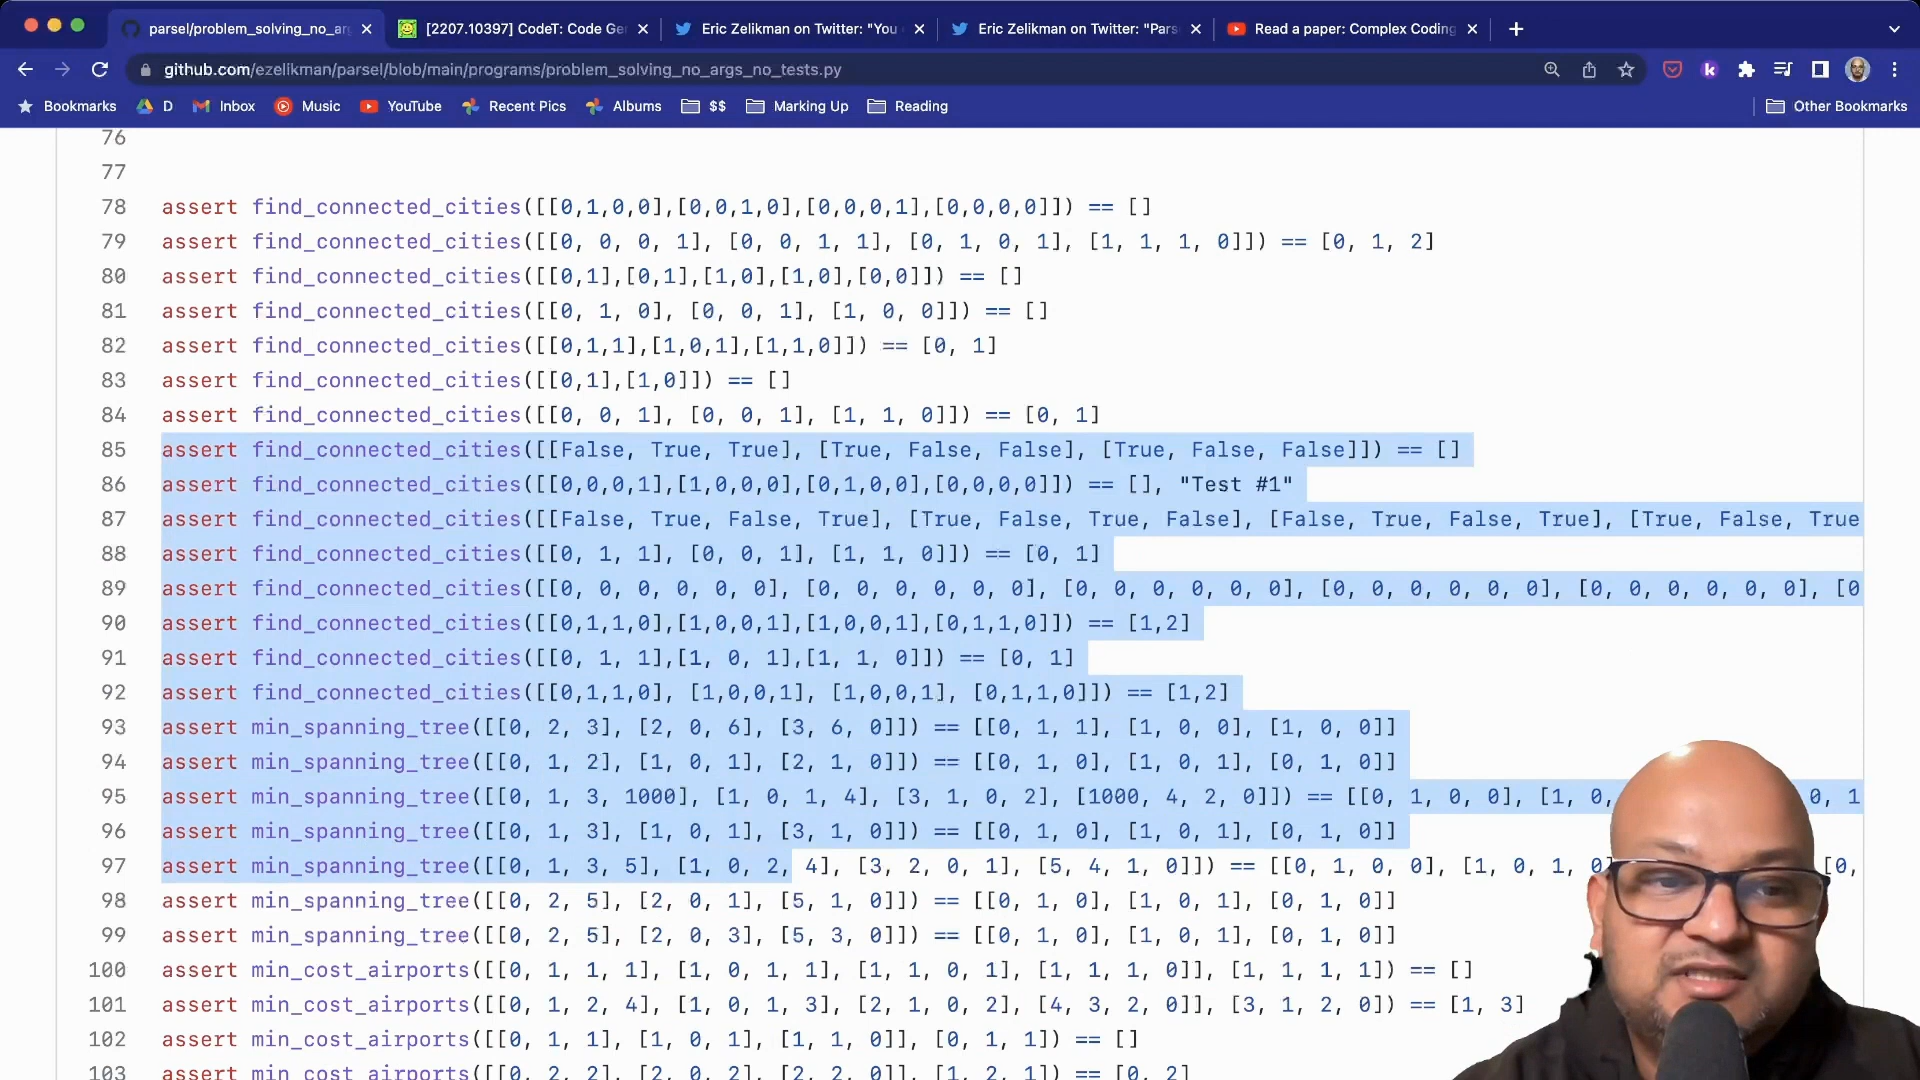 parsel/problem_solving_no_arg
[2207.10397] CodeT: Code Gen
Eric Zelikman on Twitter: "You
Eric Zelikman on Twitter: "Pars
Read a paper: Complex Coding
github.com/ezelikman/parsel/blob/main/programs/problem_solving_no_args_no_tests.py
Bookmarks D Inbox Music YouTube Recent Pics Albums $$ Marking Up Reading Other Bookmarks
76
77
78 assert find_connected_cities([[0,1,0,0],[0,0,1,0],[0,0,0,1],[0,0,0,0]]) == []
79 assert find_connected_cities([[0, 0, 0, 1], [0, 0, 1, 1], [0, 1, 0, 1], [1, 1, 1, 0]]) == [0, 1, 2]
80 assert find_connected_cities([[0,1],[0,1],[1,0],[1,0],[0,0]]) == []
81 assert find_connected_cities([[0, 1, 0], [0, 0, 1], [1, 0, 0]]) == []
82 assert find_connected_cities([[0,1,1],[1,0,1],[1,1,0]]) == [0, 1]
83 assert find_connected_cities([[0,1],[1,0]]) == []
84 assert find_connected_cities([[0, 0, 1], [0, 0, 1], [1, 1, 0]]) == [0, 1]
85 assert find_connected_cities([[False, True, True], [True, False, False], [True, False, False]]) == []
86 assert find_connected_cities([[0,0,0,1],[1,0,0,0],[0,1,0,0],[0,0,0,0]]) == [], "Test #1"
87 assert find_connected_cities([[False, True, False, True], [True, False, True, False], [False, True, False, True], [True, False, True
88 assert find_connected_cities([[0, 1, 1], [0, 0, 1], [1, 1, 0]]) == [0, 1]
89 assert find_connected_cities([[0, 0, 0, 0, 0, 0], [0, 0, 0, 0, 0, 0], [0, 0, 0, 0, 0, 0], [0, 0, 0, 0, 0, 0], [0, 0, 0, 0, 0, 0], [0
90 assert find_connected_cities([[0,1,1,0],[1,0,0,1],[1,0,0,1],[0,1,1,0]]) == [1,2]
91 assert find_connected_cities([[0, 1, 1],[1, 0, 1],[1, 1, 0]]) == [0, 1]
92 assert find_connected_cities([[0,1,1,0], [1,0,0,1], [1,0,0,1], [0,1,1,0]]) == [1,2]
93 assert min_spanning_tree([[0, 2, 3], [2, 0, 6], [3, 6, 0]]) == [[0, 1, 1], [1, 0, 0], [1, 0, 0]]
94 assert min_spanning_tree([[0, 1, 2], [1, 0, 1], [2, 1, 0]]) == [[0, 1, 0], [1, 0, 1], [0, 1, 0]]
95 assert min_spanning_tree([[0, 1, 3, 1000], [1, 0, 1, 4], [3, 1, 0, 2], [1000, 4, 2, 0]]) == [[0, 1, 0, 0], [1, 0, 0, 1
96 assert min_spanning_tree([[0, 1, 3], [1, 0, 1], [3, 1, 0]]) == [[0, 1, 0], [1, 0, 1], [0, 1, 0]]
97 assert min_spanning_tree([[0, 1, 3, 5], [1, 0, 2, 4], [3, 2, 0, 1], [5, 4, 1, 0]]) == [[0, 1, 0, 0], [1, 0, 1, 0] [0,
98 assert min_spanning_tree([[0, 2, 5], [2, 0, 1], [5, 1, 0]]) == [[0, 1, 0], [1, 0, 1], [0, 1, 0]]
99 assert min_spanning_tree([[0, 2, 5], [2, 0, 3], [5, 3, 0]]) == [[0, 1, 0], [1, 0, 1], [0, 1, 0]]
100 assert min_cost_airports([[0, 1, 1, 1], [1, 0, 1, 1], [1, 1, 0, 1], [1, 1, 1, 0]], [1, 1, 1, 1]) == []
101 assert min_cost_airports([[0, 1, 2, 4], [1, 0, 1, 3], [2, 1, 0, 2], [4, 3, 2, 0]], [3, 1, 2, 0]) == [1, 3]
102 assert min_cost_airports([[0, 1, 1], [1, 0, 1], [1, 1, 0]], [0, 1, 1]) == []
103 assert min_cost_airports([[0, 2, 2], [2, 0, 2], [2, 2, 0]], [1, 2, 1]) == [0, 2]